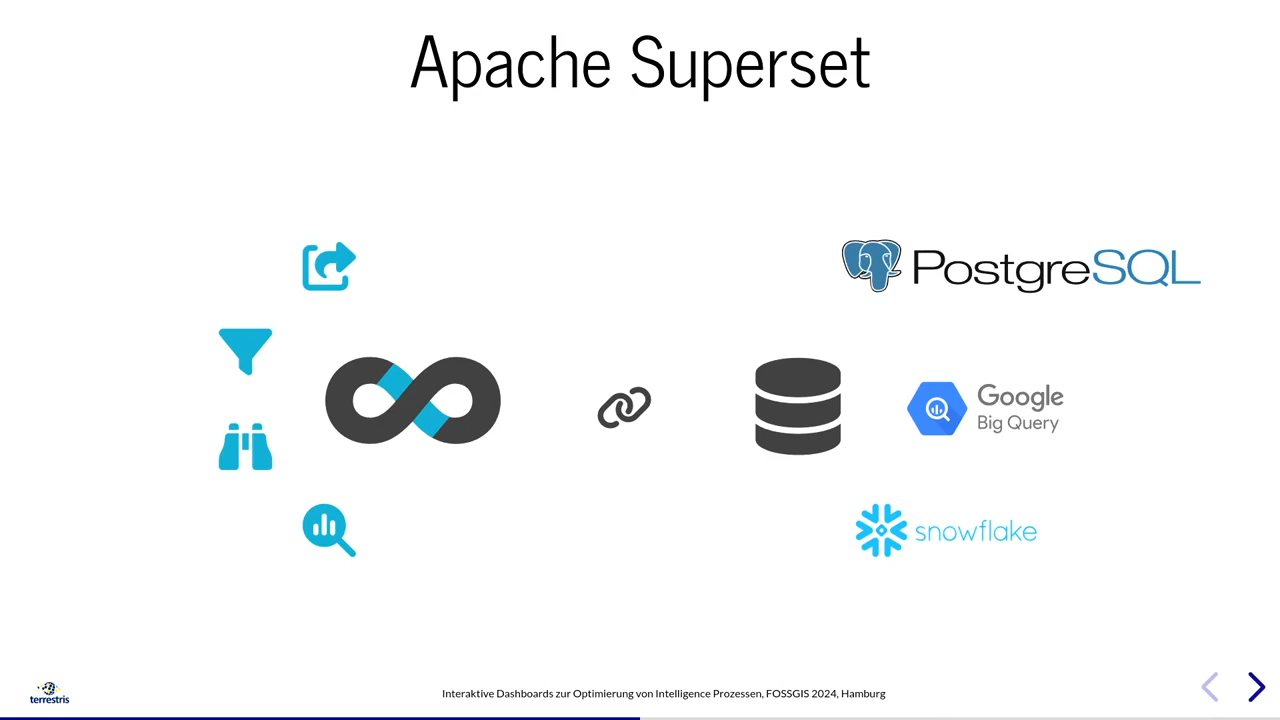 Apache Superset
PostgreSQL
Google
Big Query
snowflake
terrestris
Interaktive Dashboards zur Optimierung von Intelligence Prozessen, FOSSGIS 2024, Hamburg